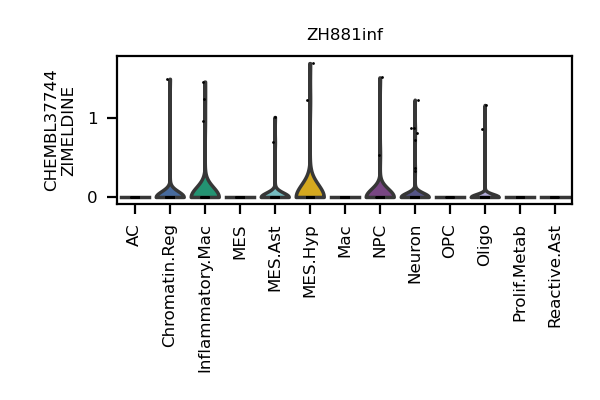 ZH881inf
CHEMBL37744
ZIMELDINE
1
0
AC
Chromatin.Reg
Inflammatory.Mac
MES
MES.Ast
MES.Hyp
Mac
NPC
Neuron
OPC
Oligo
Prolif.Metab
Reactive.Ast